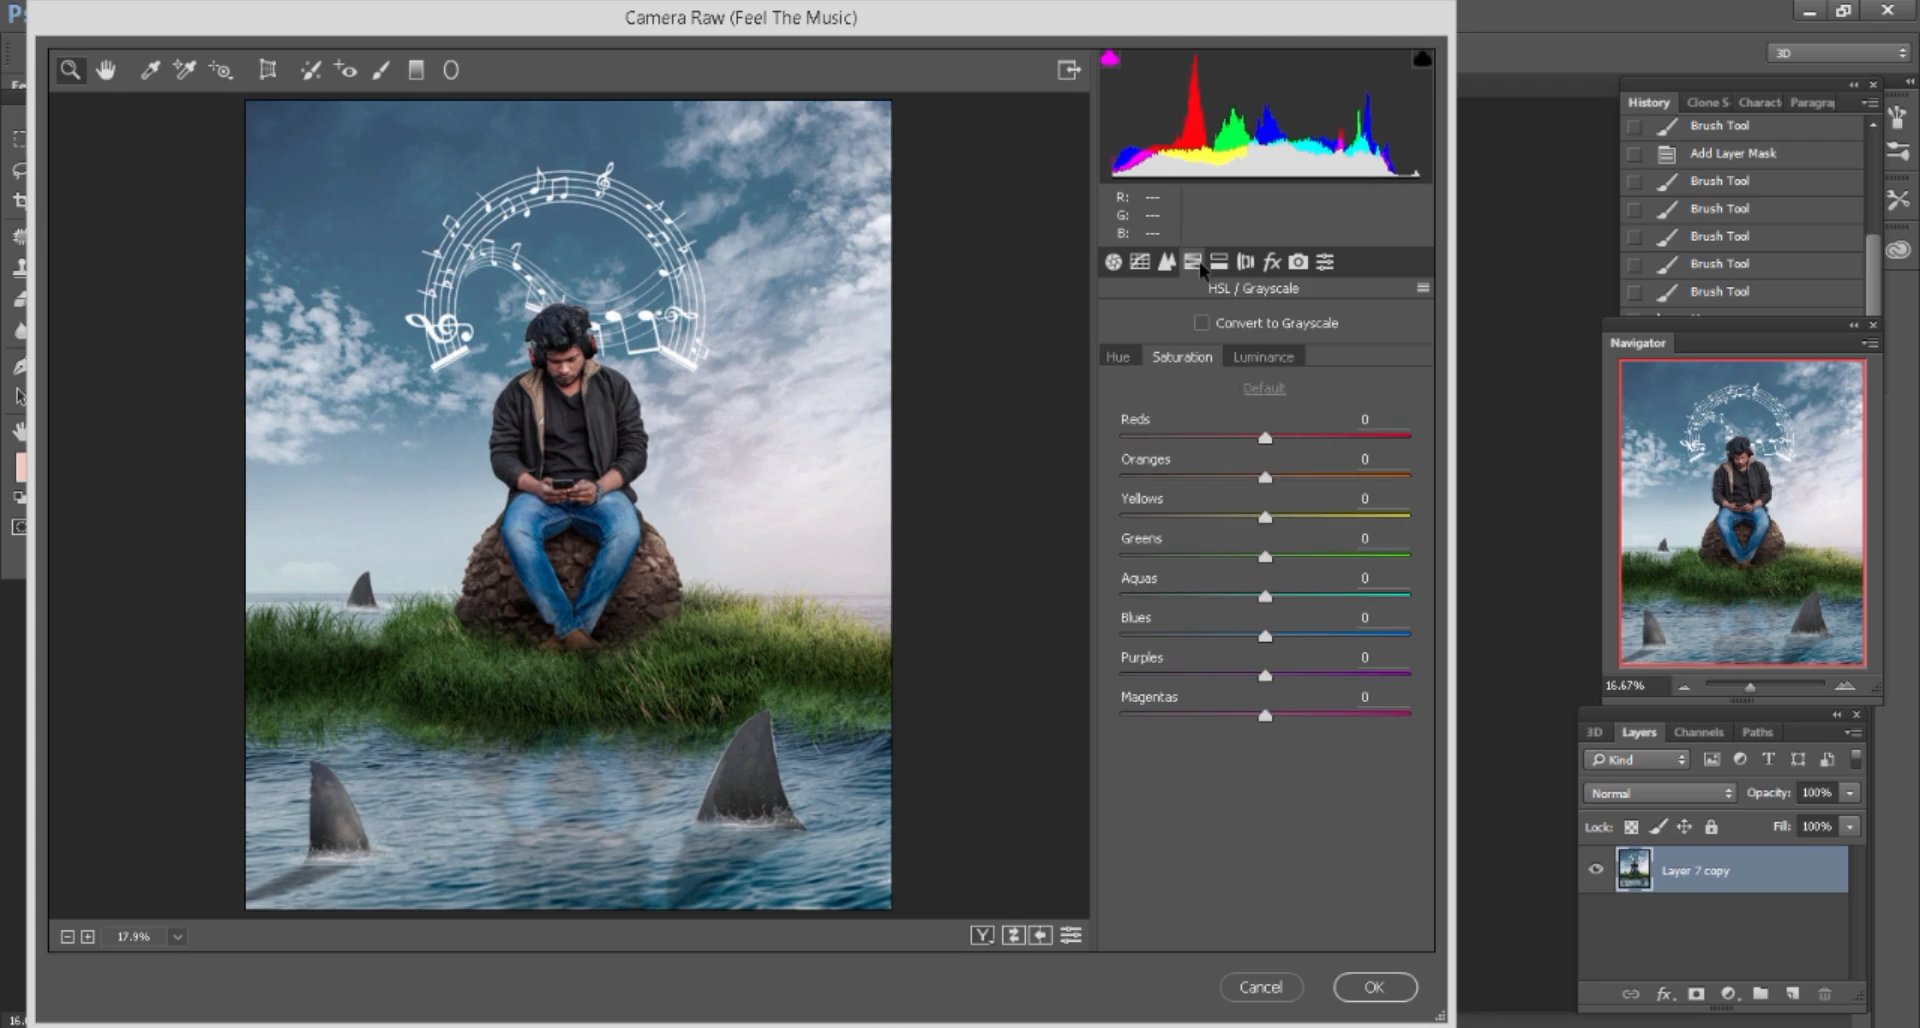 Ps
Camera Raw (Feel The Music)
3D
R: ---
G: ---
B: ---
HSL / Grayscale
Convert to Grayscale
Hue Saturation Luminance
Default
Reds 0
Oranges 0
Yellows 0
Greens 0
Aquas 0
Blues 0
Purples 0
Magentas 0
17.9%
Y
Cancel OK
History Clone S Charact Paragra
Brush Tool
Add Layer Mask
Brush Tool
Brush Tool
Brush Tool
Brush Tool
Brush Tool
Navigator
16.67%
3D Layers Channels Paths
Kind T
Normal Opacity: 100%
Lock: Fill: 100%
Layer 7 copy
fx
fx